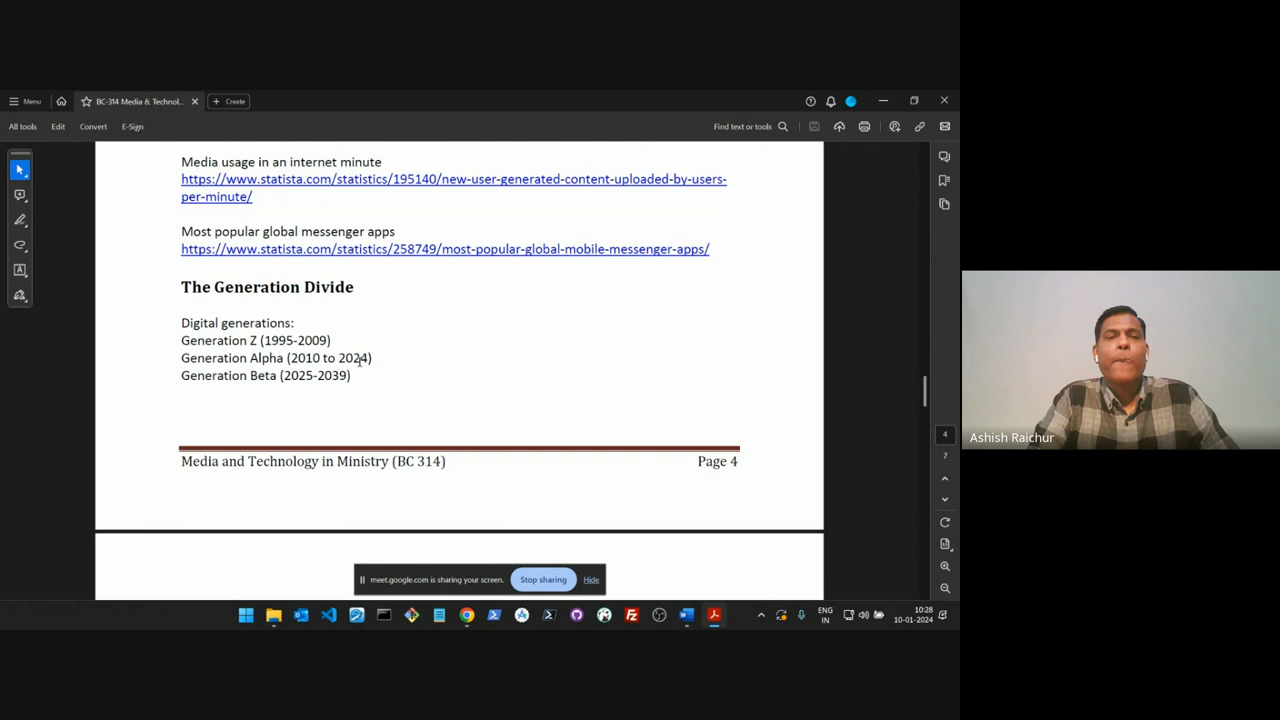 Menu
BC-314 Media & Technol...
Create
All tools
Edit
Convert
E-Sign
Find text or tools
Media usage in an internet minute
https://www.statista.com/statistics/195140/new-user-generated-content-uploaded-by-users-
per-minute/
Most popular global messenger apps
https://www.statista.com/statistics/258749/most-popular-global-mobile-messenger-apps/
The Generation Divide
Digital generations:
Generation Z (1995-2009)
Generation Alpha (2010 to 2024)
Generation Beta (2025-2039)
Media and Technology in Ministry (BC 314)
Page 4
4
7
Ashish Raichur
meet.google.com is sharing your screen.
Stop sharing
Hide
ENG
IN
10:28
10-01-2024